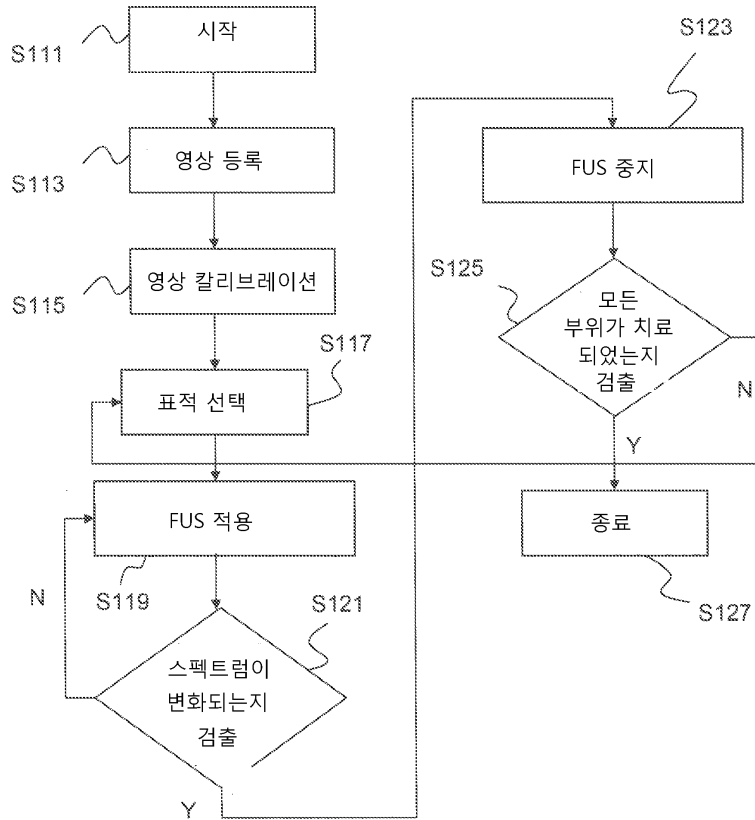 시작
S111
영상 등록
S113
영상 칼리브레이션
S115
S117
표적 선택
FUS 적용
S119
N
S121
스펙트럼이
변화되는지
검출
Y
S123
FUS 중지
S125
모든
부위가 치료
되었는지
검출
N
Y
종료
S127